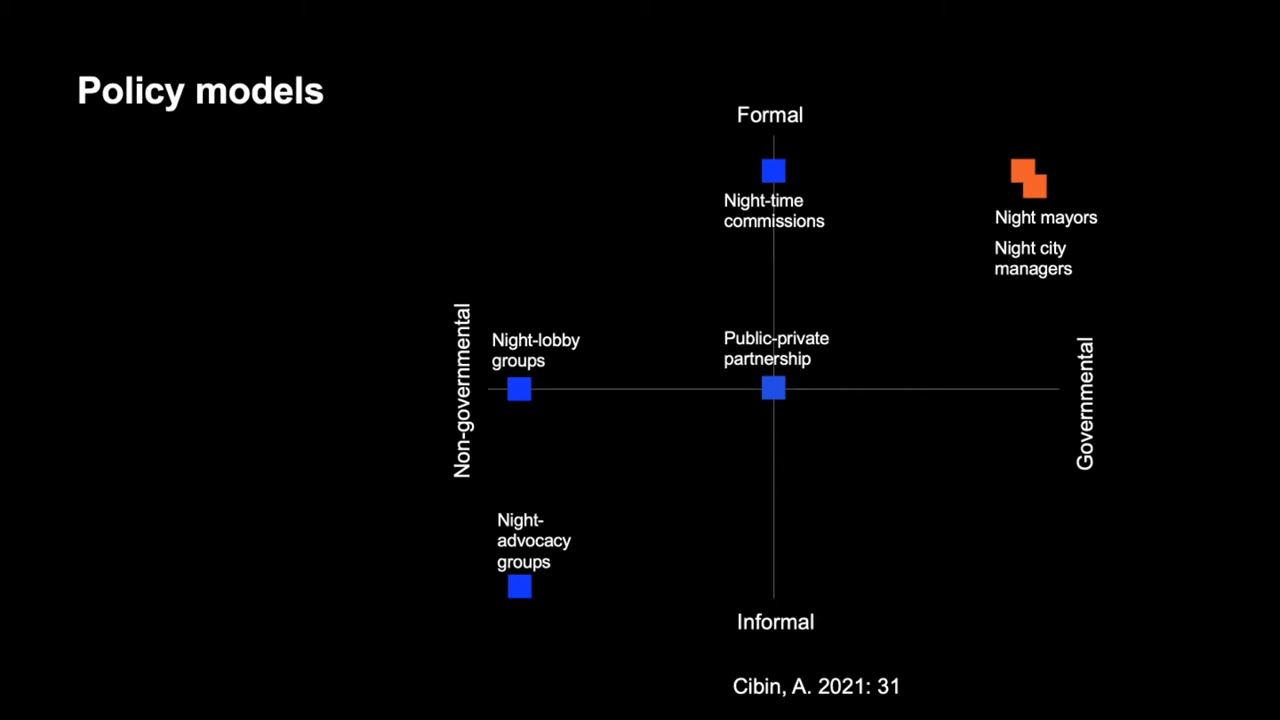 Policy models
Formal
Night-time
commissions
Night mayors
Night city
managers
Non-governmental
Night-lobby
groups
Public-private
partnership
Governmental
Night-
advocacy
groups
Informal
Cibin, A. 2021: 31